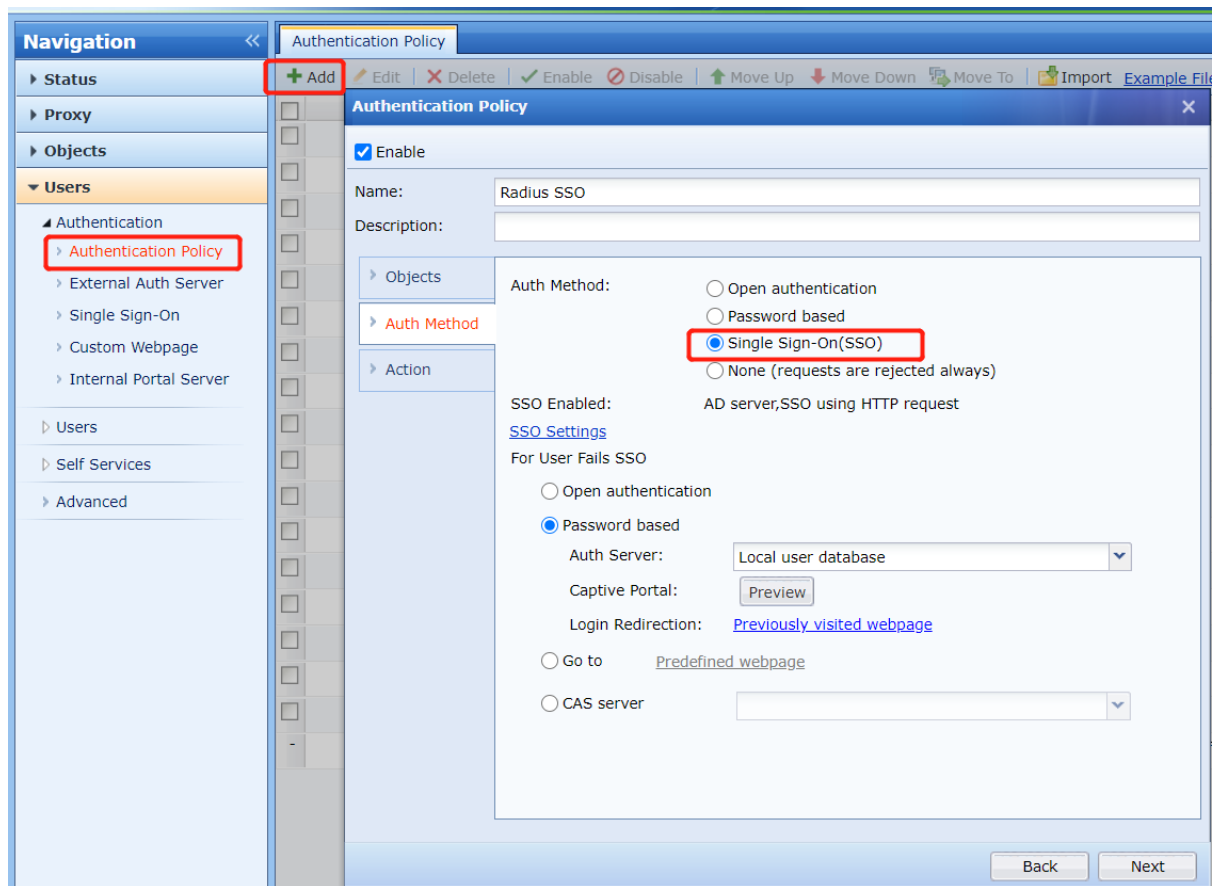 Navigation
Status
Proxy
Objects
Users
Authentication
Authentication Policy
External Auth Server
Single Sign-On
Custom Webpage
Internal Portal Server
Users
Self Services
Advanced
Authentication Policy
Add Edit Delete Enable Disable Move Up Move Down Move To Import Example File
Authentication Policy
Enable
Name: Radius SSO
Description:
Objects
Auth Method
Action
Auth Method: Open authentication
Password based
Single Sign-On(SSO)
None (requests are rejected always)
SSO Enabled: AD server,SSO using HTTP request
SSO Settings
For User Fails SSO
Open authentication
Password based
Auth Server: Local user database
Captive Portal: Preview
Login Redirection: Previously visited webpage
Go to Predefined webpage
CAS server
Back Next